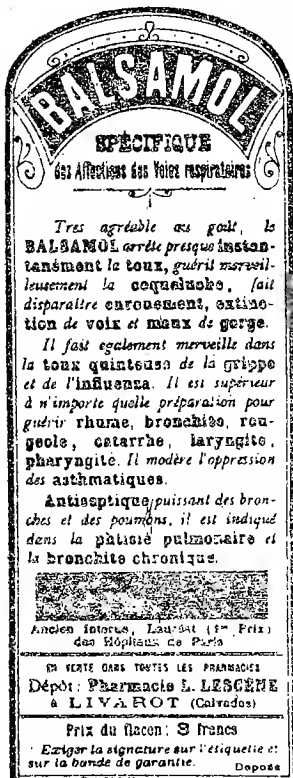 BALSAMOL
SPÉCIFIQUE
des Affections des Voies respiratoires
Tres agréable au goût, le
BALSAMOL arrête presque instan-
tanément la toux, guérit merveil-
leusement la coqueluche, fait
disparaître enrouement, extinc-
tion de voix et maux de gorge.
Il fait egalement merveille dans
la toux quinteuse de la grippe
et de l'influenza. Il est supérieur
à n'importe quelle préparation pour
guérir rhume, bronchite, rou-
geole, catarrhe, laryngite,
pharyngite. Il modère l'oppression
des asthmatiques.
Antiseptique puissant des bron-
ches et des poumons, il est indiqué
dans la phtisie pulmonaire et
la bronchite chronique.
Ancien Interne, Lauréat (1er Prix)
des Hôpitaux de Paris
EN VENTE DANS TOUTES LES PHARMACIES
Dépôt: Pharmacie L. LESCÈNE
à LIVAROT (Calvados)
Prix du flacon: 3 francs
Exiger la signature sur l'étiquette et
sur la bande de garantie. Deposé